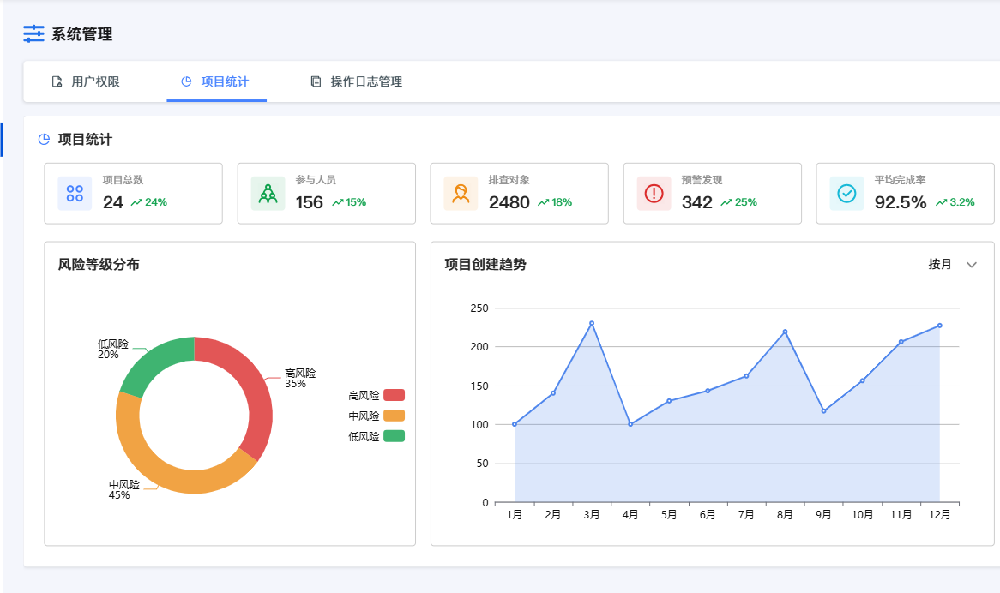 系统管理
用户权限
项目统计
操作日志管理
项目统计
项目总数
24 24%
参与人员
156 15%
排查对象
2480 18%
预警发现
342 25%
平均完成率
92.5% 3.2%
风险等级分布
低风险
20%
高风险
35%
高风险
中风险
低风险
中风险
45%
项目创建趋势
按月
250
200
150
100
50
0
1月 2月 3月 4月 5月 6月 7月 8月 9月 10月 11月 12月